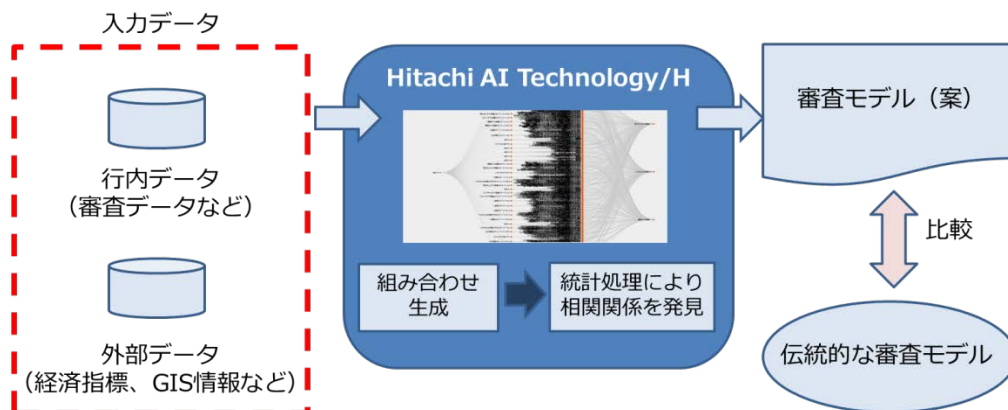 入力データ
行内データ
（審査データなど）
外部データ
（経済指標、GIS情報など）
Hitachi AI Technology/H
組み合わせ
生成
統計処理により
相関関係を発見
審査モデル（案）
比較
伝統的な審査モデル